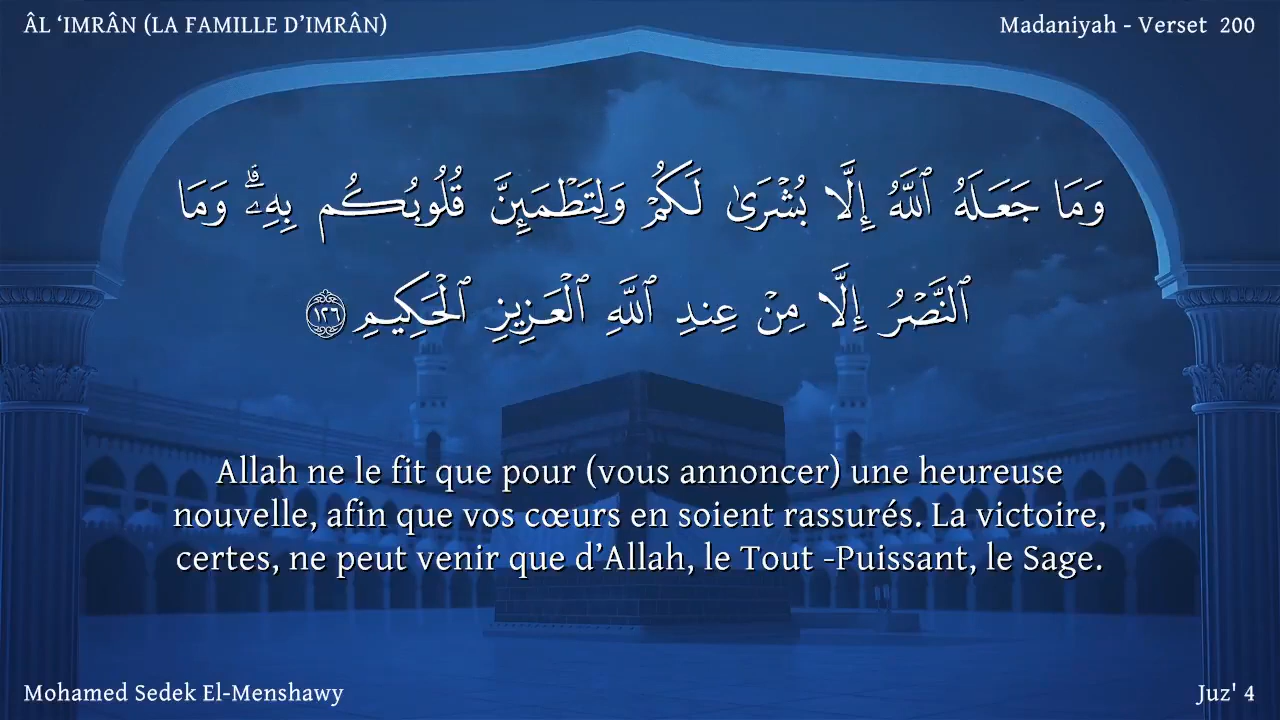 ÂL ‘IMRÂN (LA FAMILLE D’IMRÂN)
Madaniyah - Verset 200
وَمَا جَعَلَهُ ٱللَّهُ إِلَّا بُشْرَىٰ لَكُمْ وَلِتَطْمَئِنَّ قُلُوبُكُم بِهِۦ ۗ وَمَا
ٱلنَّصْرُ إِلَّا مِنْ عِندِ ٱللَّهِ ٱلْعَزِيزِ ٱلْحَكِيمِ ١٢٦
Allah ne le fit que pour (vous annoncer) une heureuse
nouvelle, afin que vos cœurs en soient rassurés. La victoire,
certes, ne peut venir que d’Allah, le Tout -Puissant, le Sage.
Mohamed Sedek El-Menshawy
Juz' 4